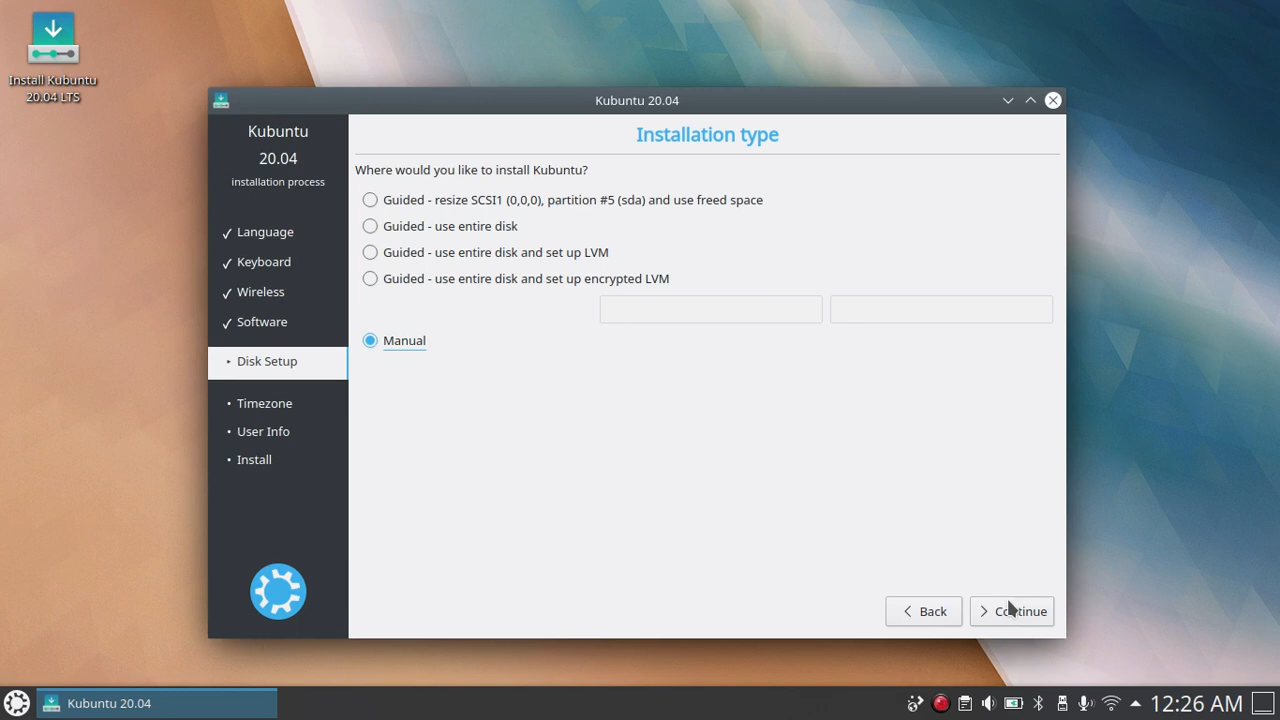 Install Kubuntu
20.04 LTS
Kubuntu 20.04
Kubuntu
20.04
installation process
✓ Language
✓ Keyboard
✓ Wireless
✓ Software
‣ Disk Setup
• Timezone
• User Info
• Install
Installation type
Where would you like to install Kubuntu?
Guided - resize SCSI1 (0,0,0), partition #5 (sda) and use freed space
Guided - use entire disk
Guided - use entire disk and set up LVM
Guided - use entire disk and set up encrypted LVM
Manual
Back
Continue
Kubuntu 20.04
12:26 AM